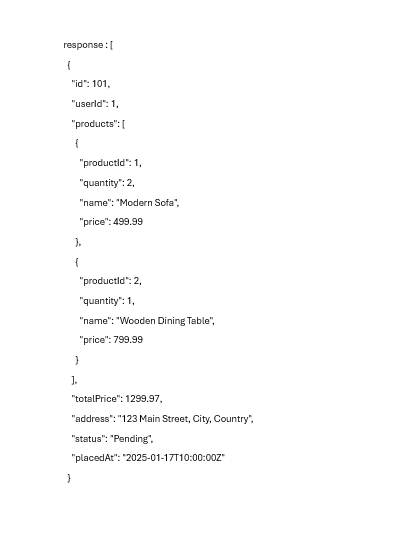 response : [
{
"id": 101,
"userId": 1,
"products": [
{
"productId": 1,
"quantity": 2,
"name": "Modern Sofa",
"price": 499.99
},
{
"productId": 2,
"quantity": 1,
"name": "Wooden Dining Table",
"price": 799.99
}
],
"totalPrice": 1299.97,
"address": "123 Main Street, City, Country",
"status": "Pending",
"placedAt": "2025-01-17T10:00:00Z"
}